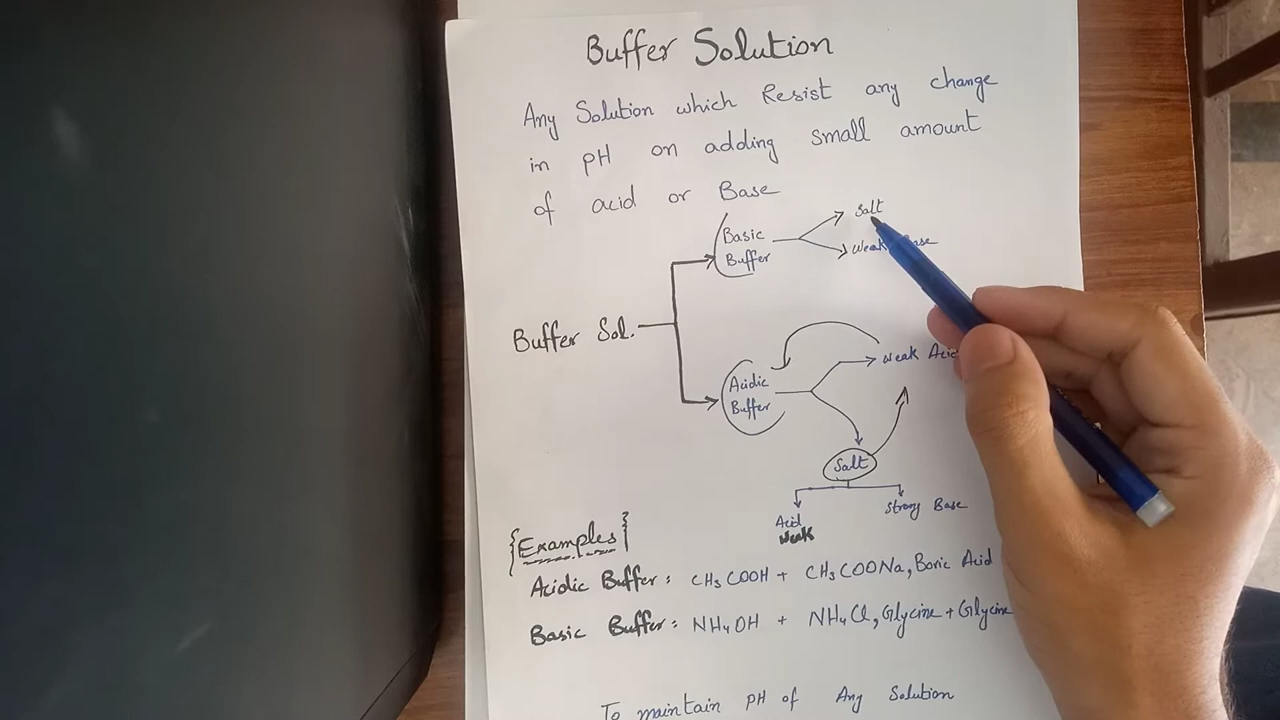 Buffer Solution
Any Solution which Resist any change
in pH on adding small amount
of acid or Base
Salt
Basic
Buffer
Weak
Buffer Sol.
Weak
Acidic
Buffer
Salt
Acid
Weak
Strong Base
{Examples}
Acidic Buffer: CH3COOH + CH3COONa, Boric Acid
Basic Buffer: NH4OH + NH4Cl, Glycine + Glycine
To maintain pH of Any Solution